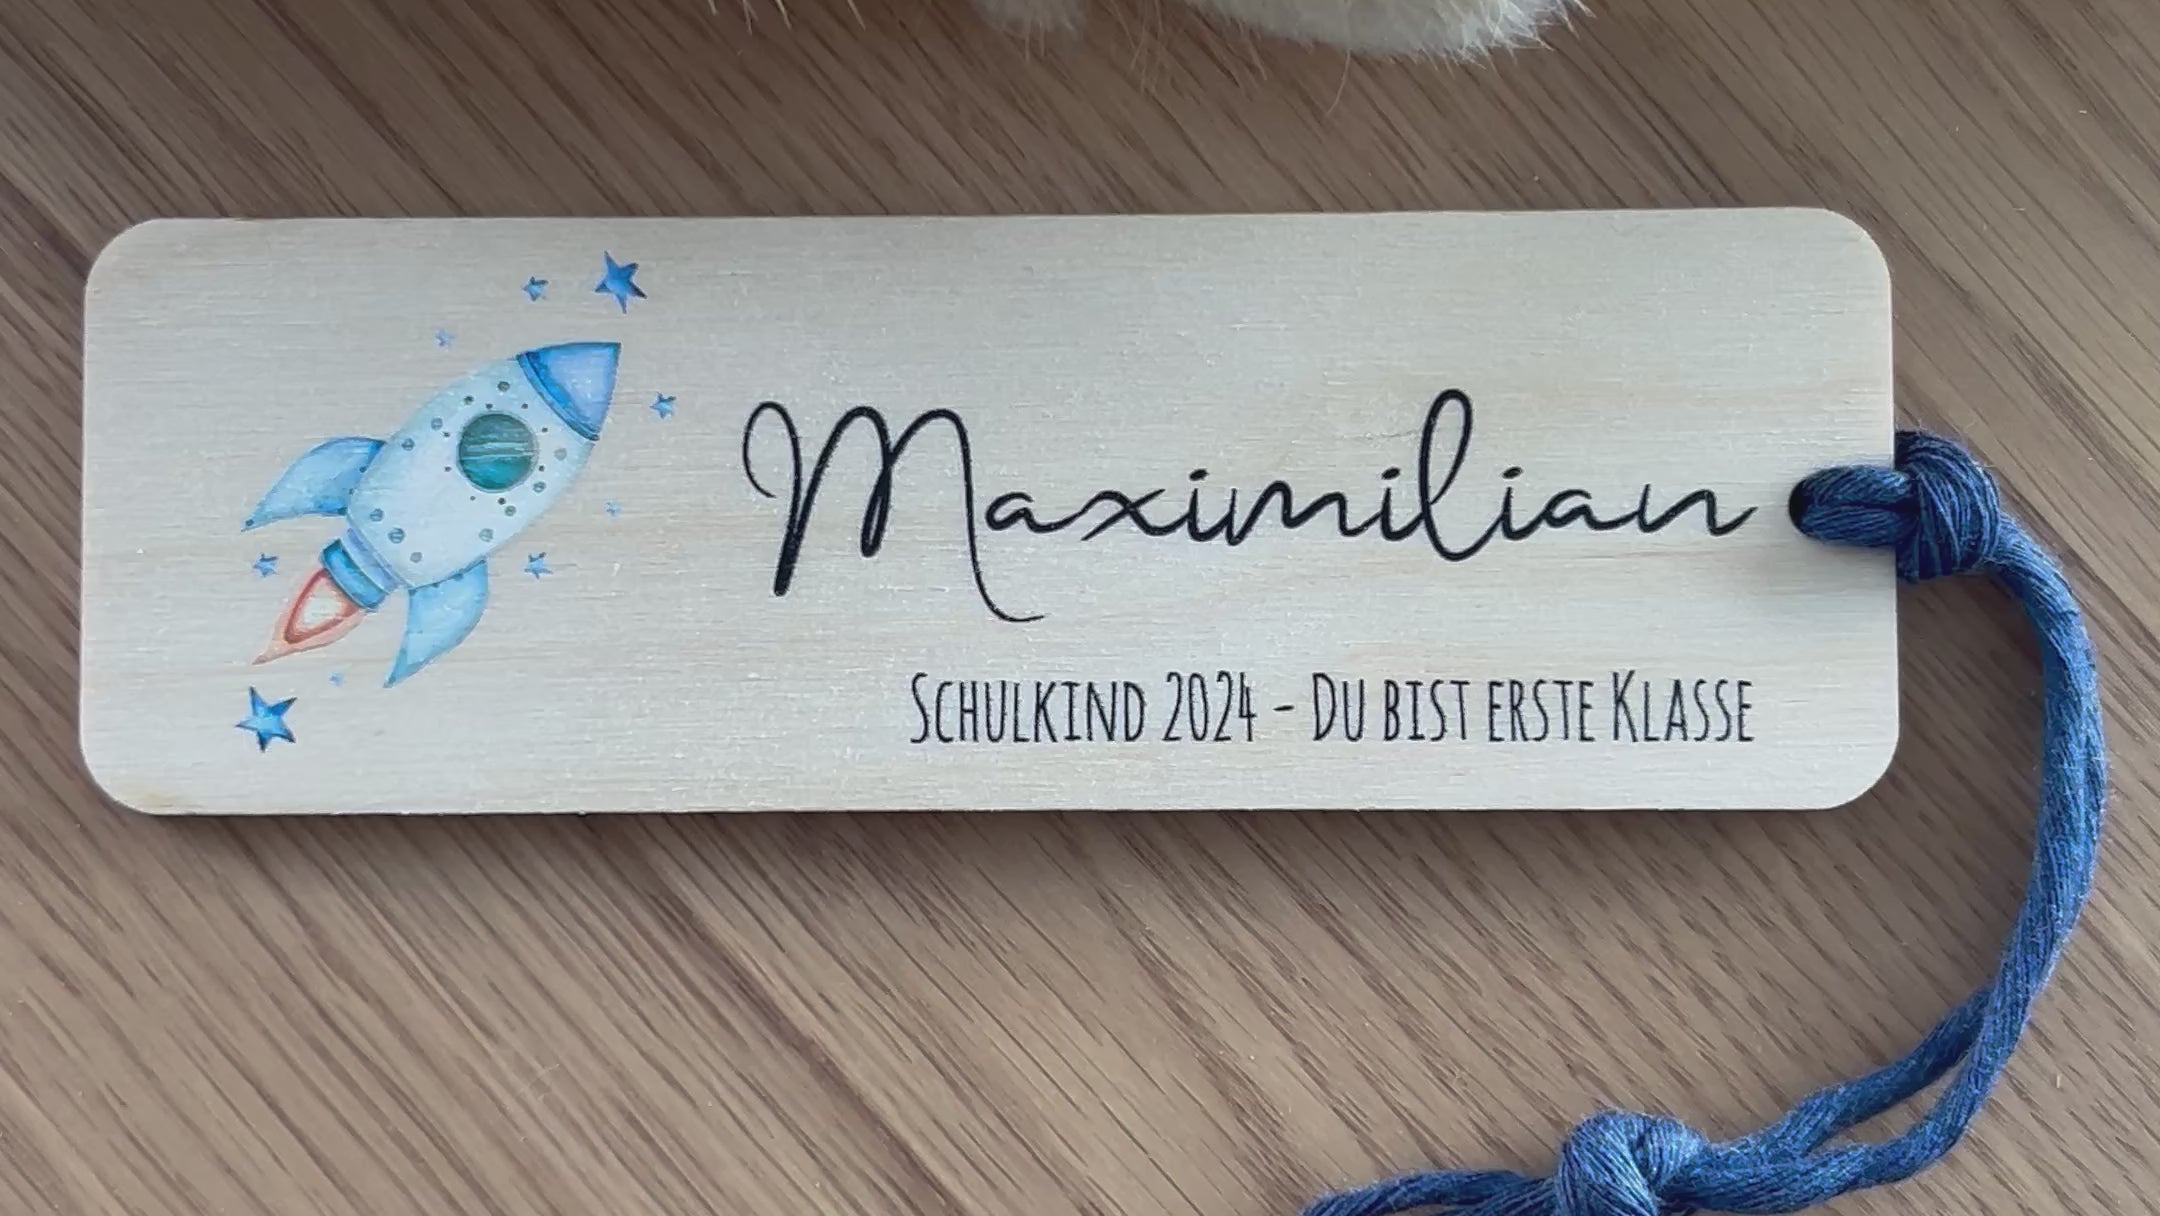 Maximilian
Schulkind 2024 - Du bist erste Klasse